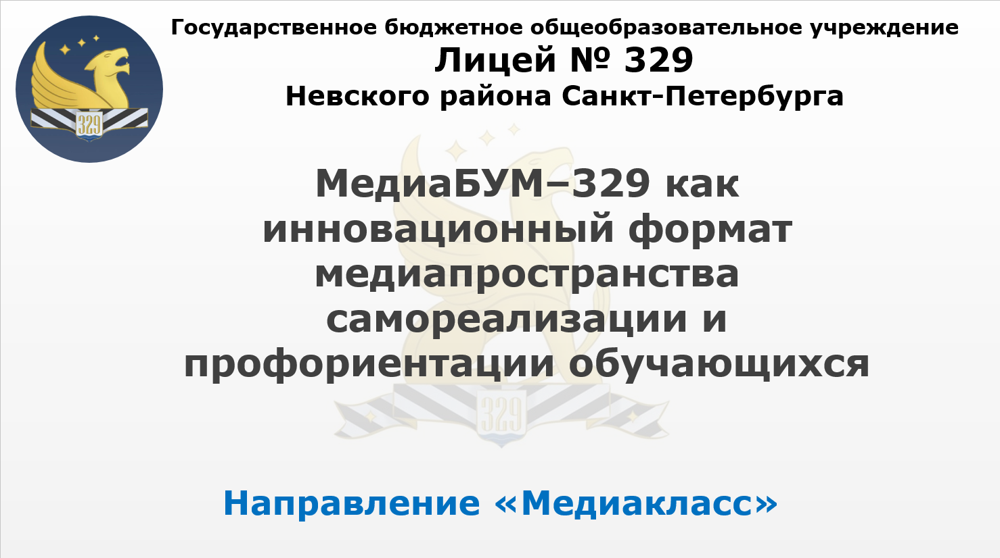 Государственное бюджетное общеобразовательное учреждение
Лицей № 329
Невского района Санкт-Петербурга
329
МедиаБУМ–329 как
инновационный формат
медиапространства
самореализации и
профориентации обучающихся
329
Направление «Медиакласс»